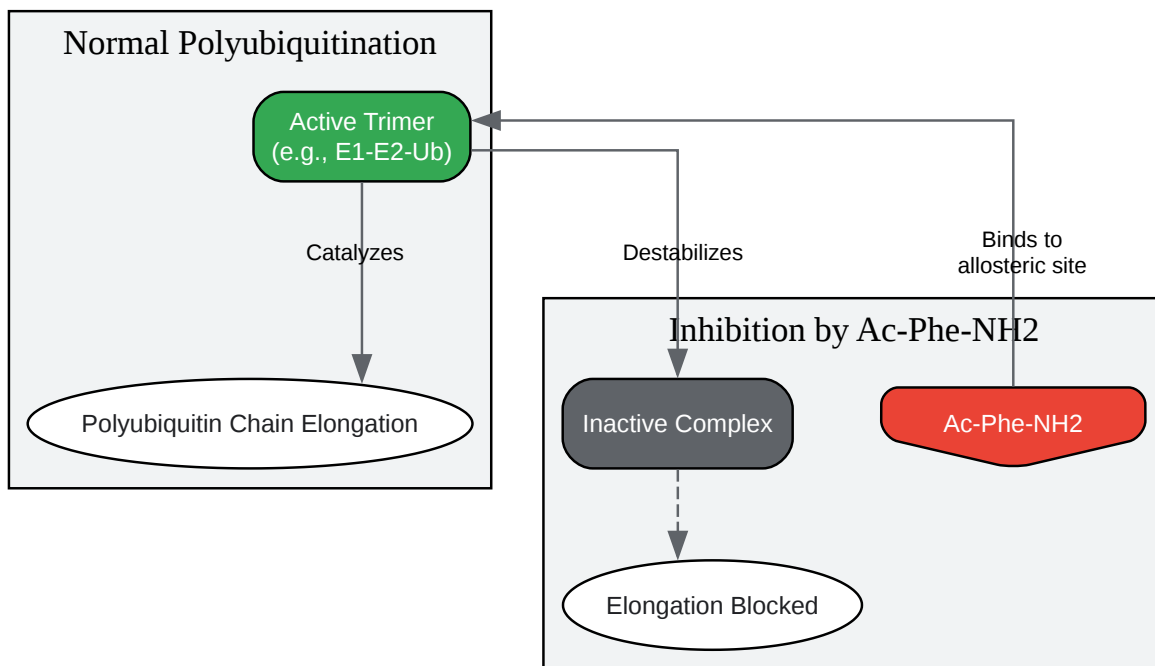 Normal Polyubiquitination
Active Trimer
(e.g., E1-E2-Ub)
Catalyzes
Destabilizes
Binds to
allosteric site
Polyubiquitin Chain Elongation
Inhibition by Ac-Phe-NH2
Inactive Complex
Ac-Phe-NH2
Elongation Blocked